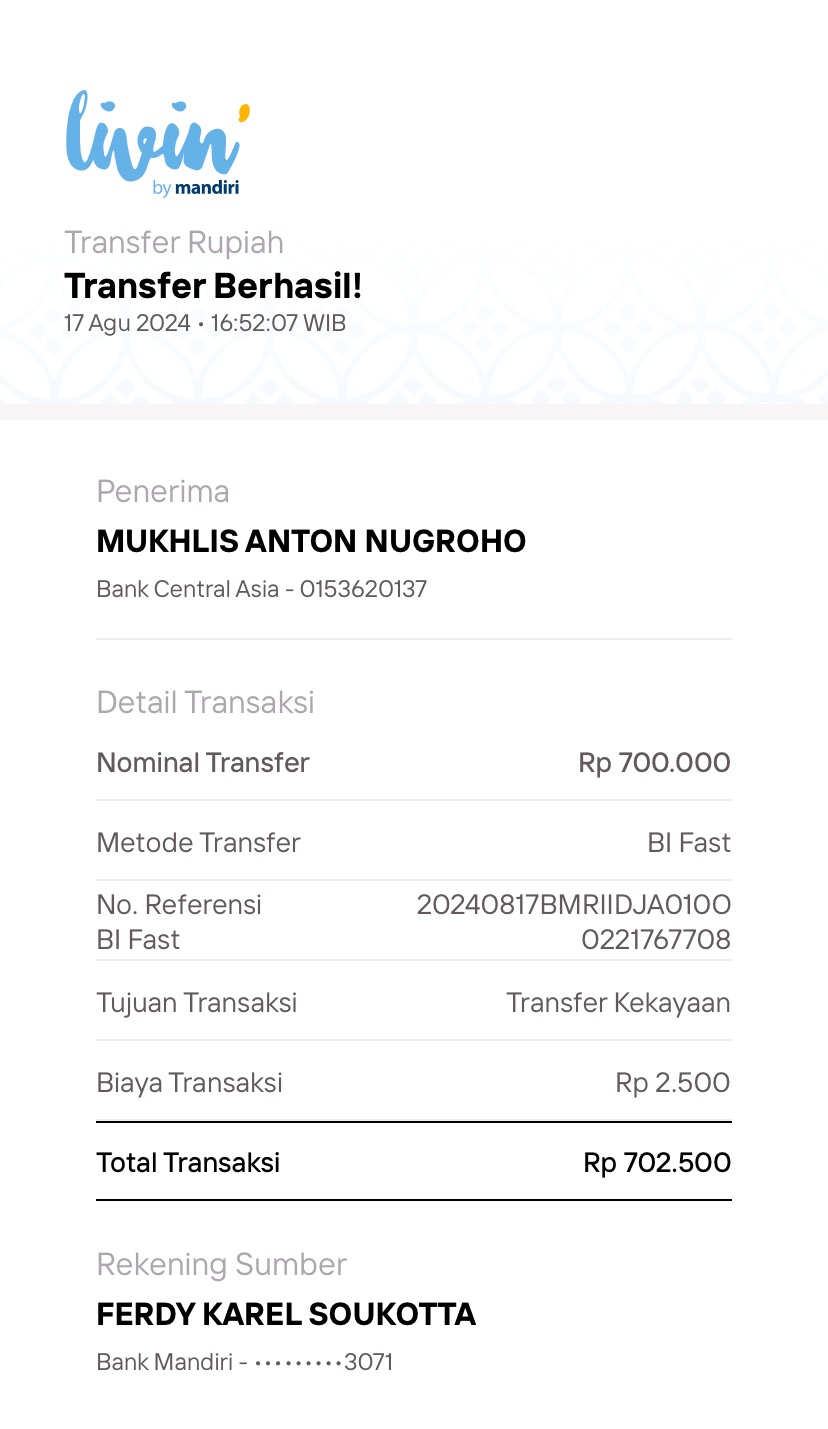 livin'
by mandiri
Transfer Rupiah
Transfer Berhasil!
17 Agu 2024 • 16:52:07 WIB
Penerima
MUKHLIS ANTON NUGROHO
Bank Central Asia - 0153620137
Detail Transaksi
Nominal Transfer Rp 700.000
Metode Transfer BI Fast
No. Referensi 20240817BMRIIDJA010O
BI Fast 0221767708
Tujuan Transaksi Transfer Kekayaan
Biaya Transaksi Rp 2.500
Total Transaksi Rp 702.500
Rekening Sumber
FERDY KAREL SOUKOTTA
Bank Mandiri - •••••••••3071